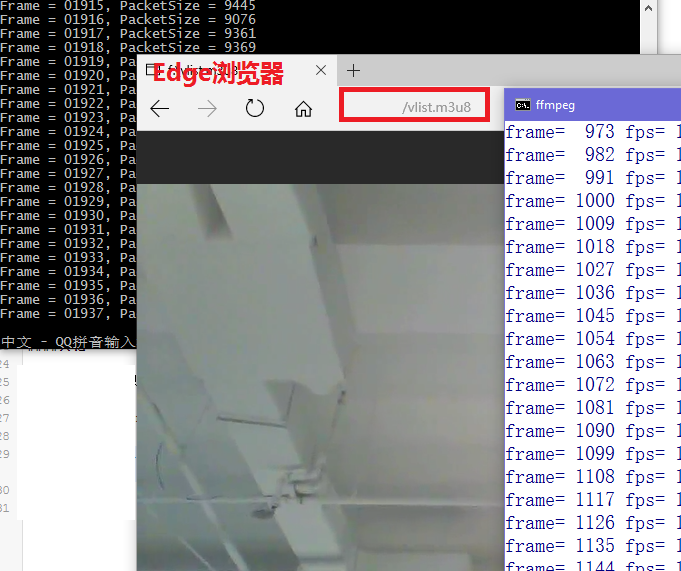 Frame = 01915, PacketSize = 9445
Frame = 01916, PacketSize = 9076
Frame = 01917, PacketSize = 9361
Frame = 01918, PacketSize = 9369
Frame = 01919, Pa
Frame = 01920, Pa
Frame = 01921, Pa
Frame = 01922, Pa
Frame = 01923, Pa
Frame = 01924, Pa
Frame = 01925, Pa
Frame = 01926, Pa
Frame = 01927, Pa
Frame = 01928, Pa
Frame = 01929, Pa
Frame = 01930, Pa
Frame = 01931, Pa
Frame = 01932, Pa
Frame = 01933, Pa
Frame = 01934, Pa
Frame = 01935, Pa
Frame = 01936, Pa
Frame = 01937, Pa
中文 - QQ拼音输入
24
25
26
27
28
29
30
31
Edge浏览器
/vlist.m3u8
ffmpeg
frame= 973 fps= 1
frame= 982 fps= 1
frame= 991 fps= 1
frame= 1000 fps= 1
frame= 1009 fps= 1
frame= 1018 fps= 1
frame= 1027 fps= 1
frame= 1036 fps= 1
frame= 1045 fps= 1
frame= 1054 fps= 1
frame= 1063 fps= 1
frame= 1072 fps= 1
frame= 1081 fps= 1
frame= 1090 fps= 1
frame= 1099 fps= 1
frame= 1108 fps= 1
frame= 1117 fps= 1
frame= 1126 fps= 1
frame= 1135 fps= 1
frame= 1144 fps= 1